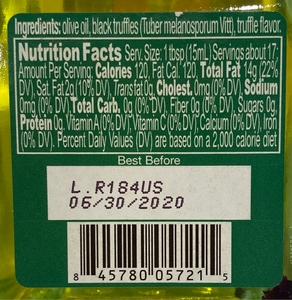 Ingredients: olive oil, black truffles (Tuber melanosporum Vitt), truffle flavor.
Nutrition Facts Serv. Size: 1 tbsp (15mL) Servings about 17:
Amount Per Serving: Calories 120, Fat Cal. 120, Total Fat 14g (22%
DV), Sat. Fat 2g (10% DV), Trans fat 0g, Cholest. 0mg (0% DV), Sodium
0mg (0% DV), Total Carb. 0g (0% DV), Fiber 0g (0% DV), Sugars 0g,
Protein 0g, Vitamin A (0% DV), Vitamin C (0% DV), Calcium (0% DV), Iron
(0% DV). Percent Daily Values (DV) are based on a 2,000 calorie diet
Best Before
L.R184US
06/30/2020
8 45780 05721 5